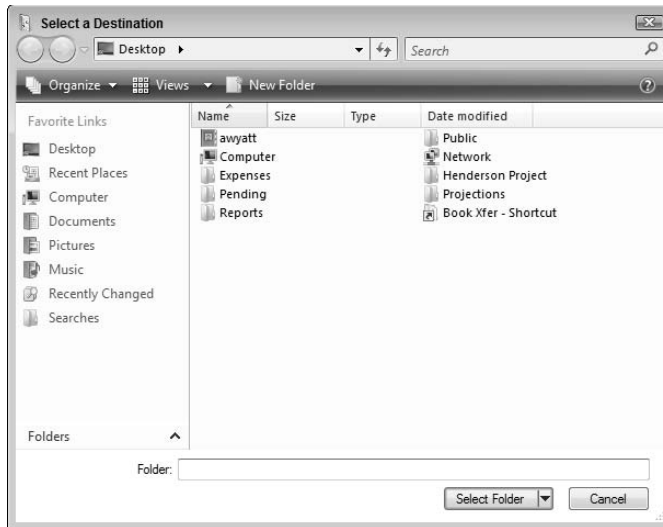 Select a Destination
Desktop
Search
Organize Views New Folder
Favorite Links
Desktop
Recent Places
Computer
Documents
Pictures
Music
Recently Changed
Searches
Folders
Name Size Type Date modified
awyatt Public
Computer Network
Expenses Henderson Project
Pending Projections
Reports Book Xfer - Shortcut
Folder:
Select Folder Cancel